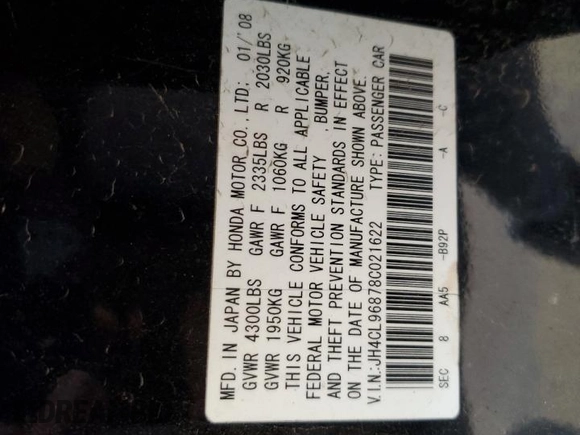 MFD. IN JAPAN BY HONDA MOTOR CO., LTD: 01/'08
GVWR 4300LBS GAWR F 2335LBS R 2030LBS
GVWR 1950KG GAWR F 1060KG R 920KG
THIS VEHICLE CONFORMS TO ALL APPLICABLE
FEDERAL MOTOR VEHICLE SAFETY ,BUMPER,
AND THEFT PREVENTION STANDARDS IN EFFECT
ON THE DATE OF MANUFACTURE SHOWN ABOVE.
V.I.N:JH4CL96878C021622 TYPE: PASSENGER CAR
SEC 8 AA5 -B92P -A -C